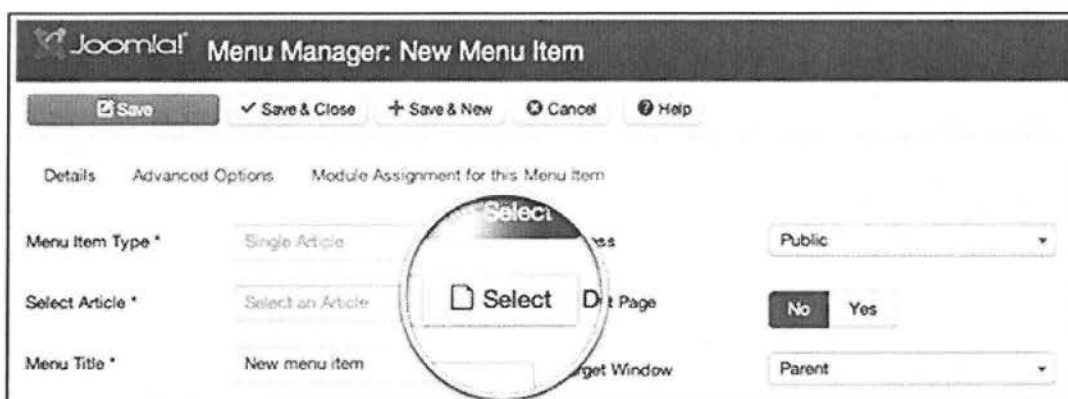 Joomla! Menu Manager: New Menu Item
Save Save & Close Save & New Cancel Help
Details Advanced Options Module Assignment for this Menu Item
Select
Menu Item Type * Single Article Public
Select Article * Select an Article Select Page No Yes
Menu Title * New menu item Window Parent